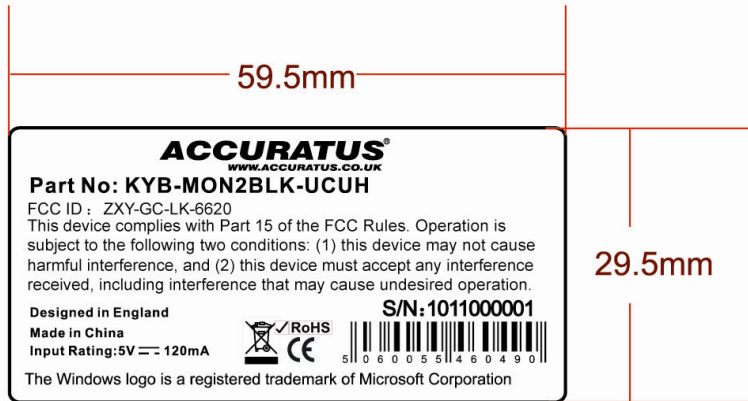 59.5mm
ACCURATUS®
WWW.ACCURATUS.CO.UK
Part No: KYB-MON2BLK-UCUH
FCC ID： ZXY-GC-LK-6620
This device complies with Part 15 of the FCC Rules. Operation is
subject to the following two conditions: (1) this device may not cause
harmful interference, and (2) this device must accept any interference
received, including interference that may cause undesired operation.
29.5mm
Designed in England
Made in China
Input Rating:5V ⎓ 120mA
✓RoHS
CE
S/N:1011000001
5060055460490
The Windows logo is a registered trademark of Microsoft Corporation